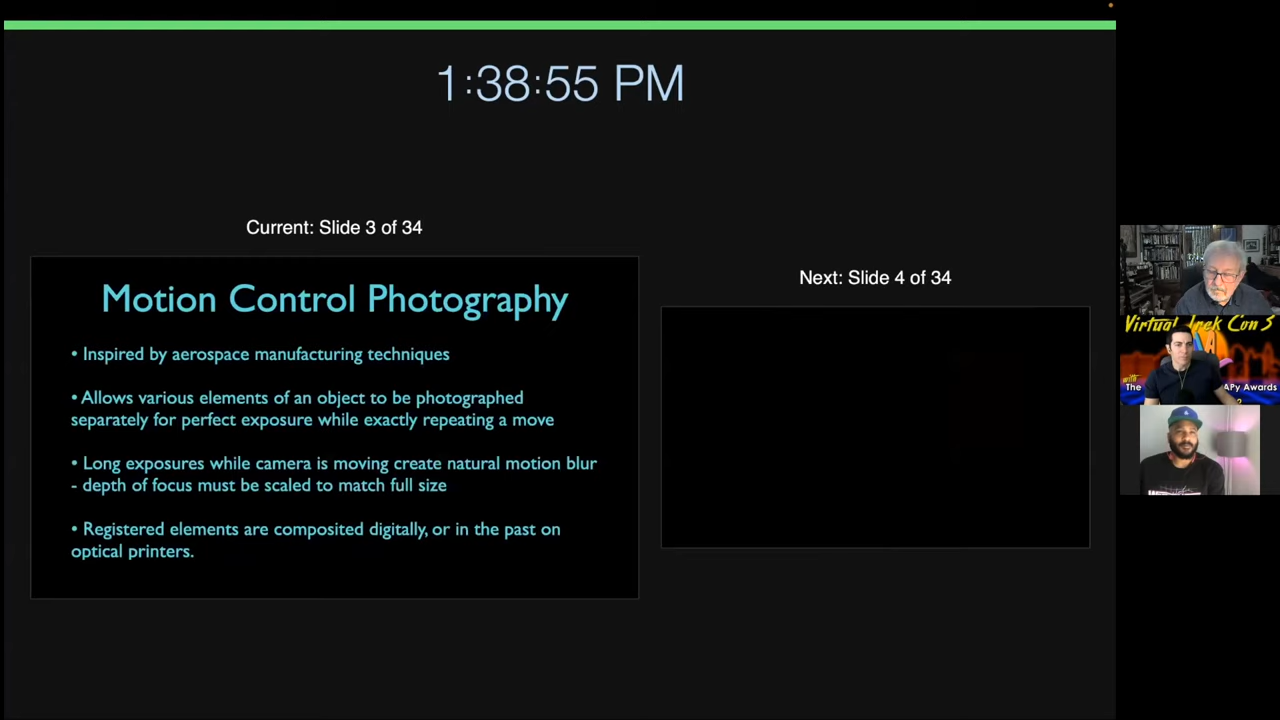 1:38:55 PM
Current: Slide 3 of 34
Motion Control Photography
• Inspired by aerospace manufacturing techniques
• Allows various elements of an object to be photographed
separately for perfect exposure while exactly repeating a move
• Long exposures while camera is moving create natural motion blur
- depth of focus must be scaled to match full size
• Registered elements are composited digitally, or in the past on
optical printers.
Next: Slide 4 of 34
Virtual Trek Con
with
The
Awards